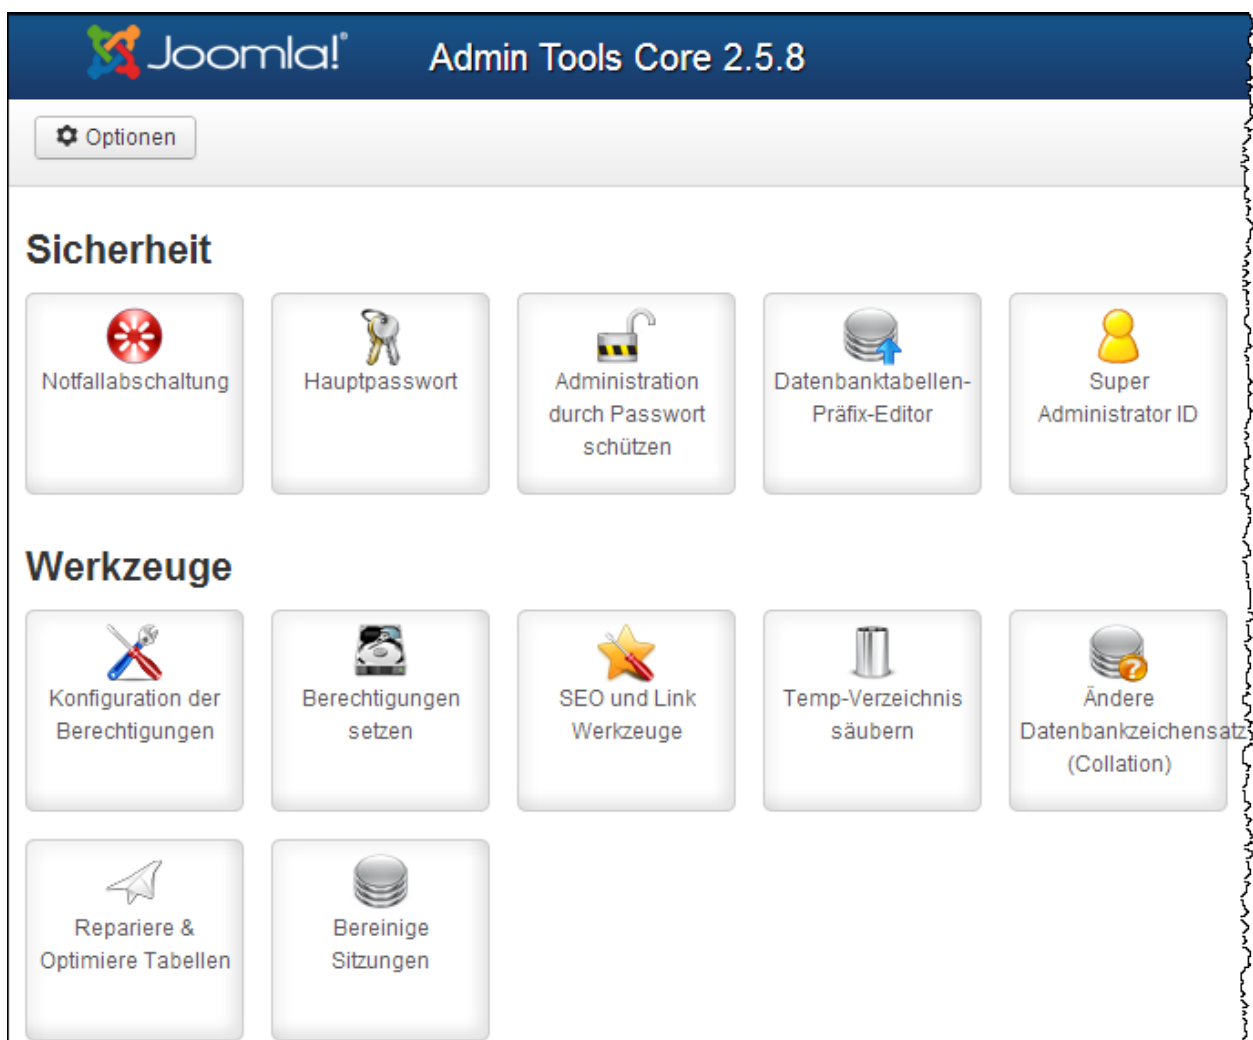 Joomla!® Admin Tools Core 2.5.8
Optionen
Sicherheit
Notfallabschaltung
Hauptpasswort
Administration
durch Passwort
schützen
Datenbanktabellen-
Präfix-Editor
Super
Administrator ID
Werkzeuge
Konfiguration der
Berechtigungen
Berechtigungen
setzen
SEO und Link
Werkzeuge
Temp-Verzeichnis
säubern
Ändere
Datenbankzeichensatz
(Collation)
Repariere &
Optimiere Tabellen
Bereinige
Sitzungen